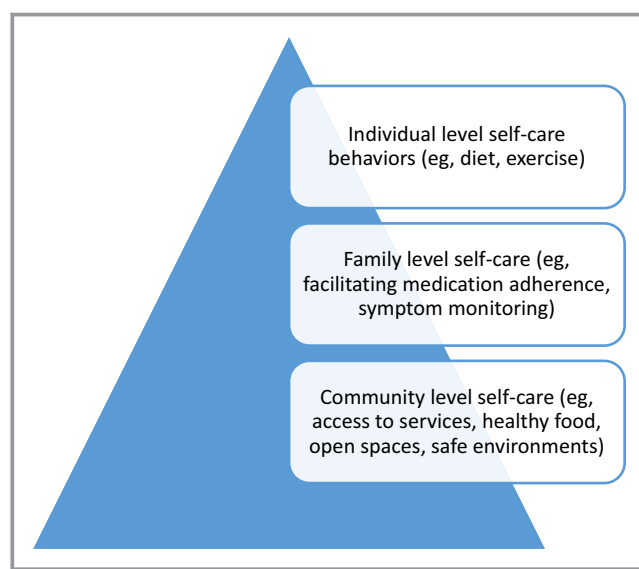 Individual level self-care
behaviors (eg, diet, exercise)
Family level self-care (eg,
facilitating medication adherence,
symptom monitoring)
Community level self-care (eg,
access to services, healthy food,
open spaces, safe environments)